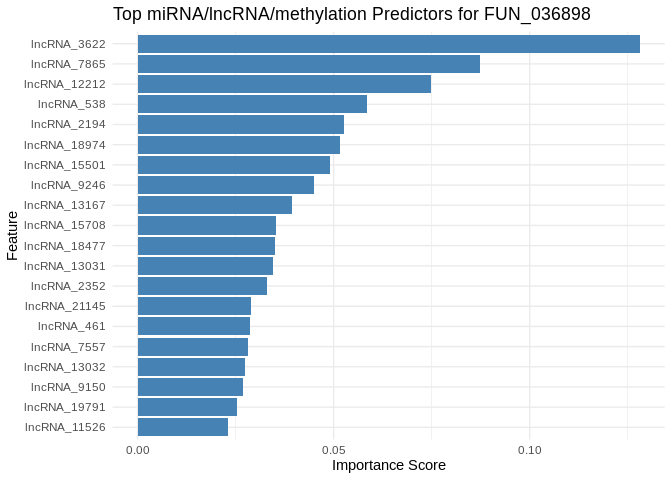 Top miRNA/lncRNA/methylation Predictors for FUN_036898
lncRNA_3622
lncRNA_7865
lncRNA_12212
lncRNA_538
lncRNA_2194
lncRNA_18974
lncRNA_15501
lncRNA_9246
lncRNA_13167
lncRNA_15708
lncRNA_18477
lncRNA_13031
lncRNA_2352
lncRNA_21145
lncRNA_461
lncRNA_7557
lncRNA_13032
lncRNA_9150
lncRNA_19791
lncRNA_11526
Feature
0.00 0.05 0.10
Importance Score